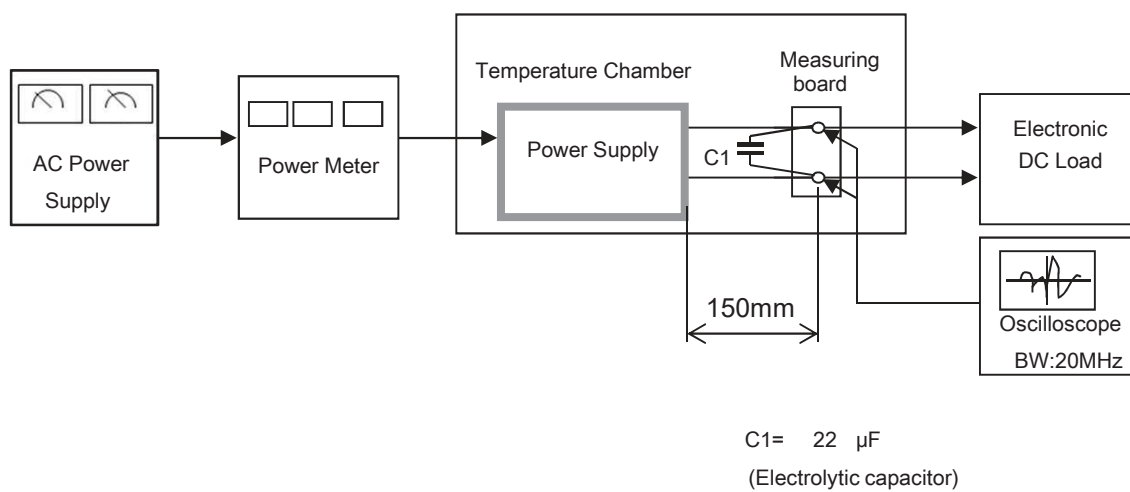 AC Power
Supply
Power Meter
Temperature Chamber
Power Supply
C1
Measuring
board
Electronic
DC Load
150mm
Oscilloscope
BW:20MHz
C1= 22 µF
(Electrolytic capacitor)